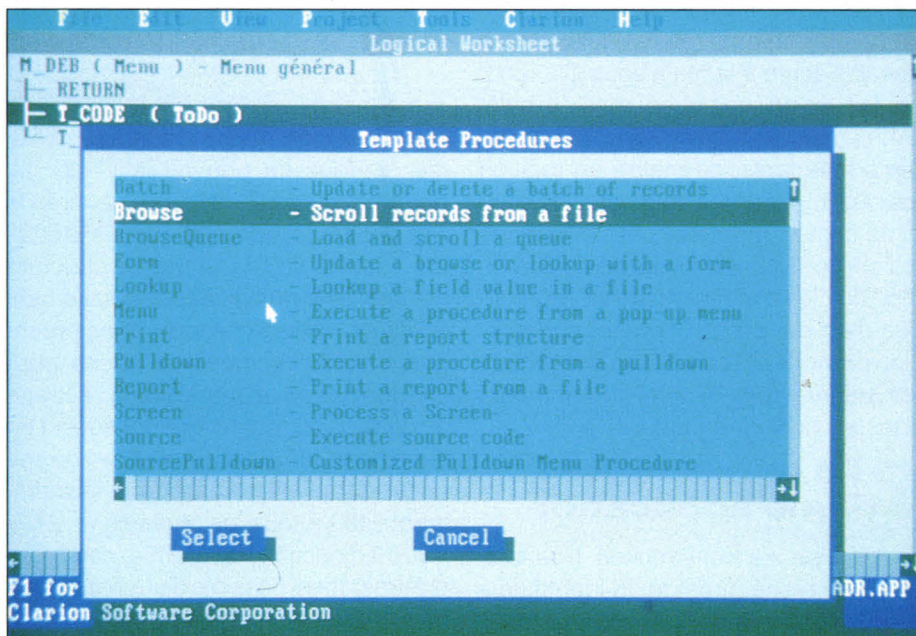 File Edit View Project Tools Clarion Help
Logical Worksheet
M_DEB ( Menu ) - Menu général
RETURN
T_CODE ( ToDo )
T_
Template Procedures
Batch - Update or delete a batch of records
Browse - Scroll records from a file
BrowseQueue - Load and scroll a queue
Form - Update a browse or lookup with a form
Lookup - Lookup a field value in a file
Menu - Execute a procedure from a pop-up menu
Print - Print a report structure
Pulldown - Execute a procedure from a pulldown
Report - Print a report from a file
Screen - Process a Screen
Source - Execute source code
SourcePulldown - Customized Pulldown Menu Procedure
Select Cancel
F1 for ADR.APP
Clarion Software Corporation